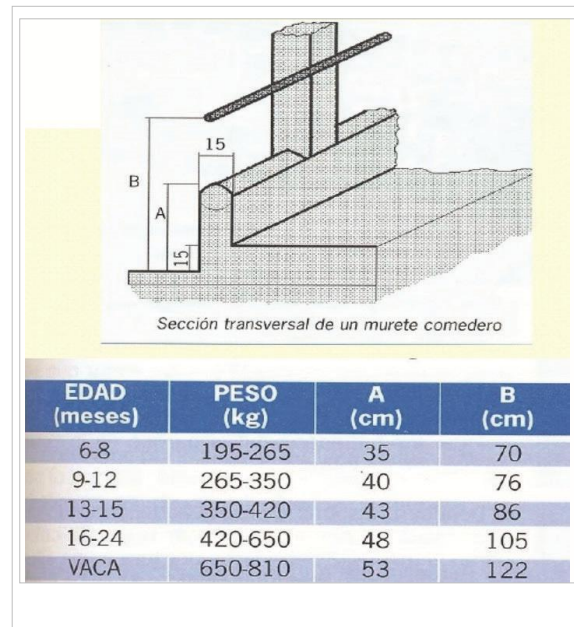 15
B
A
15
Sección transversal de un murete comedero
EDAD (meses) PESO (kg) A (cm) B (cm)
6-8 195-265 35 70
9-12 265-350 40 76
13-15 350-420 43 86
16-24 420-650 48 105
VACA 650-810 53 122